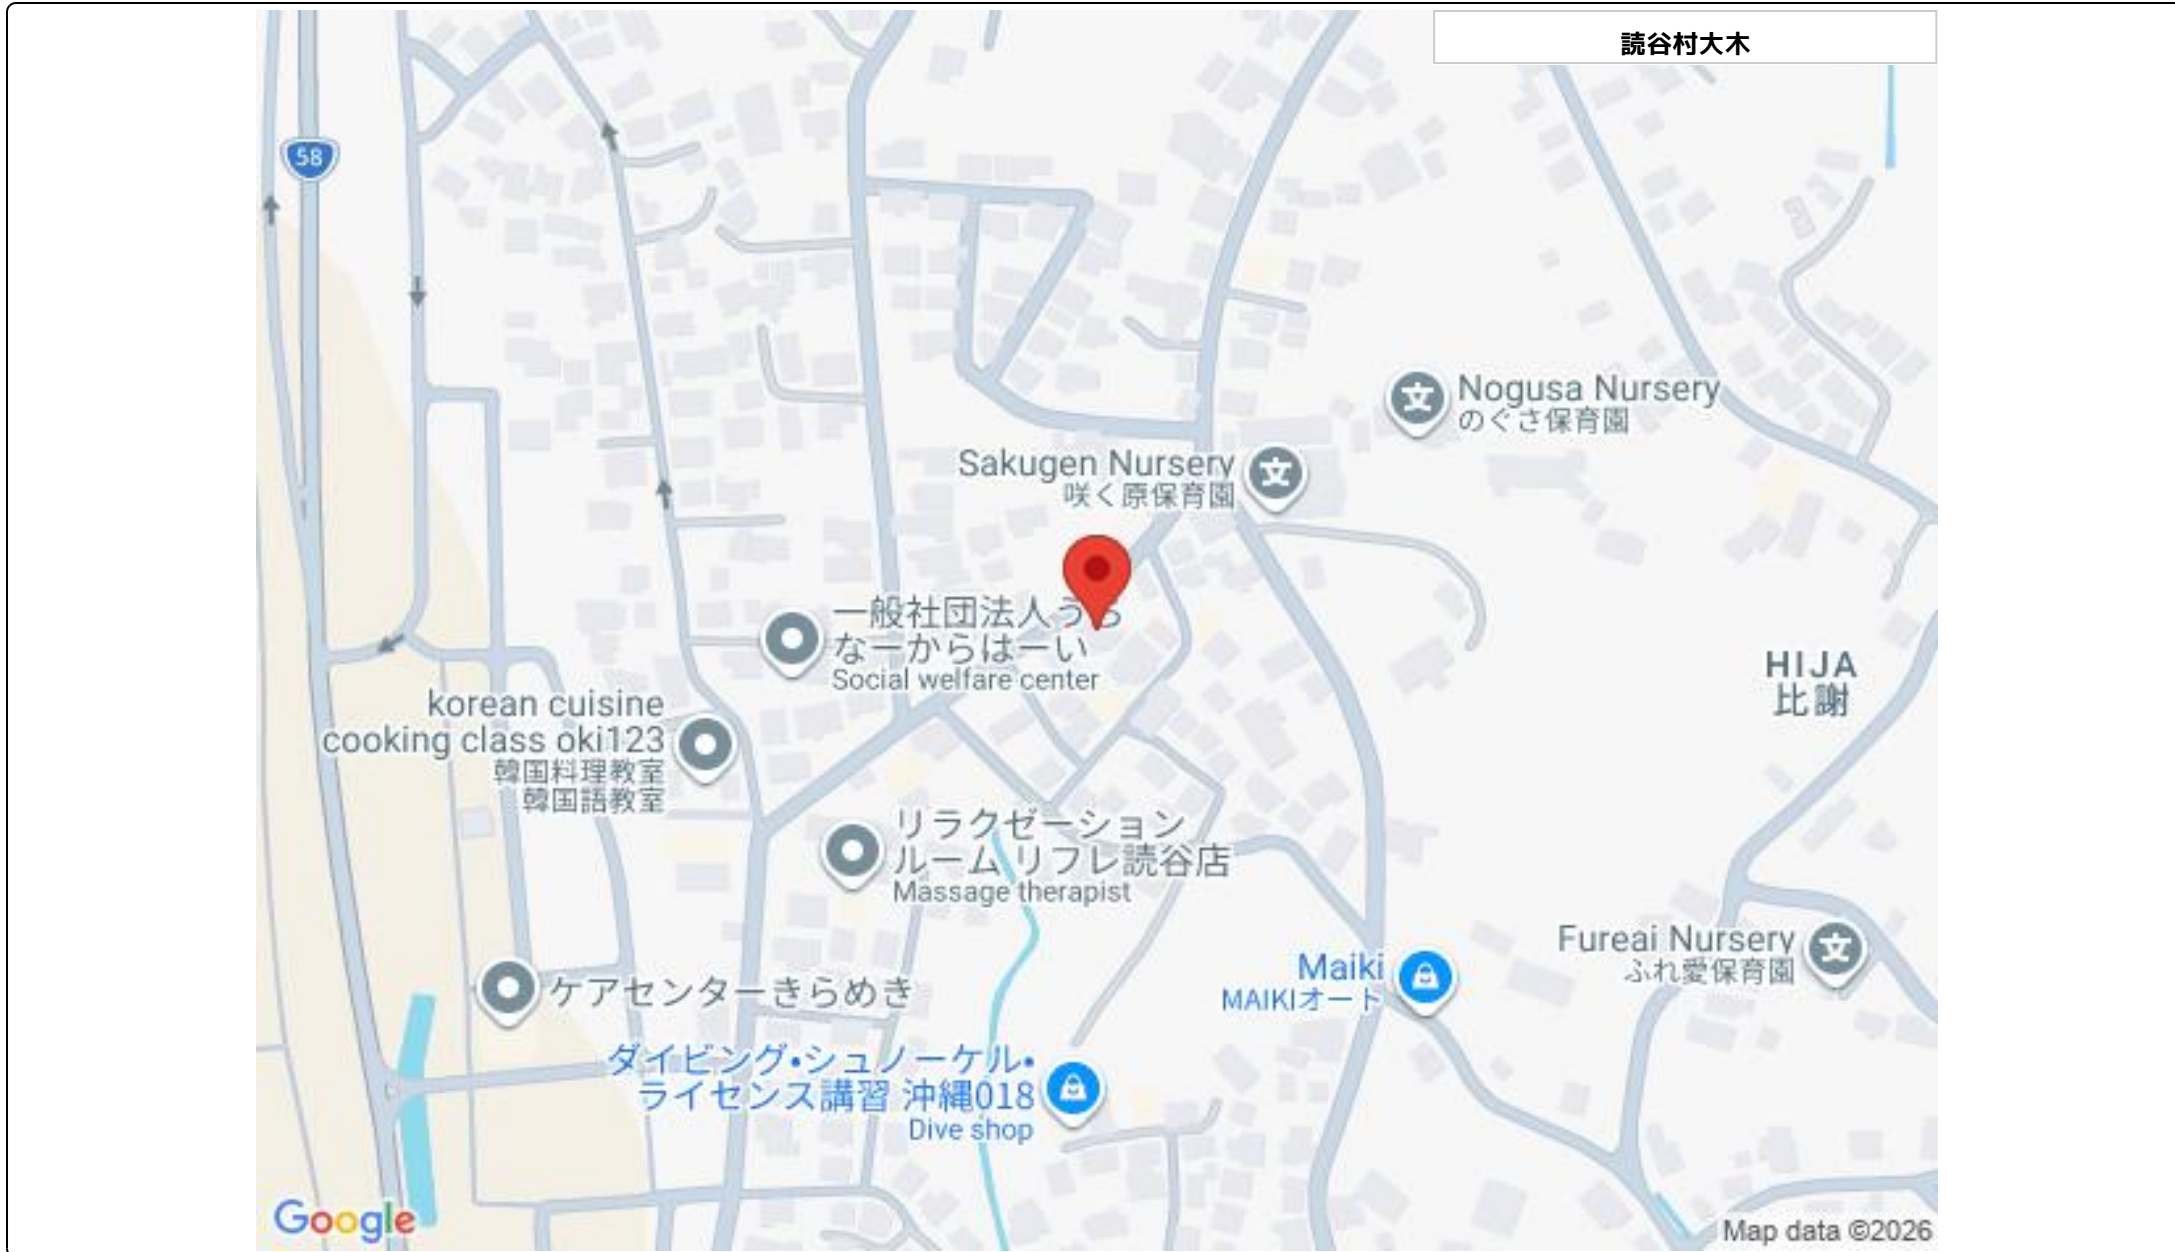 読谷村大木
58
Nogusa Nursery
のぐさ保育園
Sakugen Nursery
咲く原保育園
一般社団法人うち
なーからはーい
Social welfare center
HIJA
比謝
korean cuisine
cooking class oki123
韓国料理教室
韓国語教室
リラクゼーション
ルーム リフレ読谷店
Massage therapist
Fureai Nursery
ふれ愛保育園
Maiki
MAIKIオート
ケアセンターきらめき
ダイビング•シュノーケル•
ライセンス講習 沖縄018
Dive shop
Google
Map data ©2026